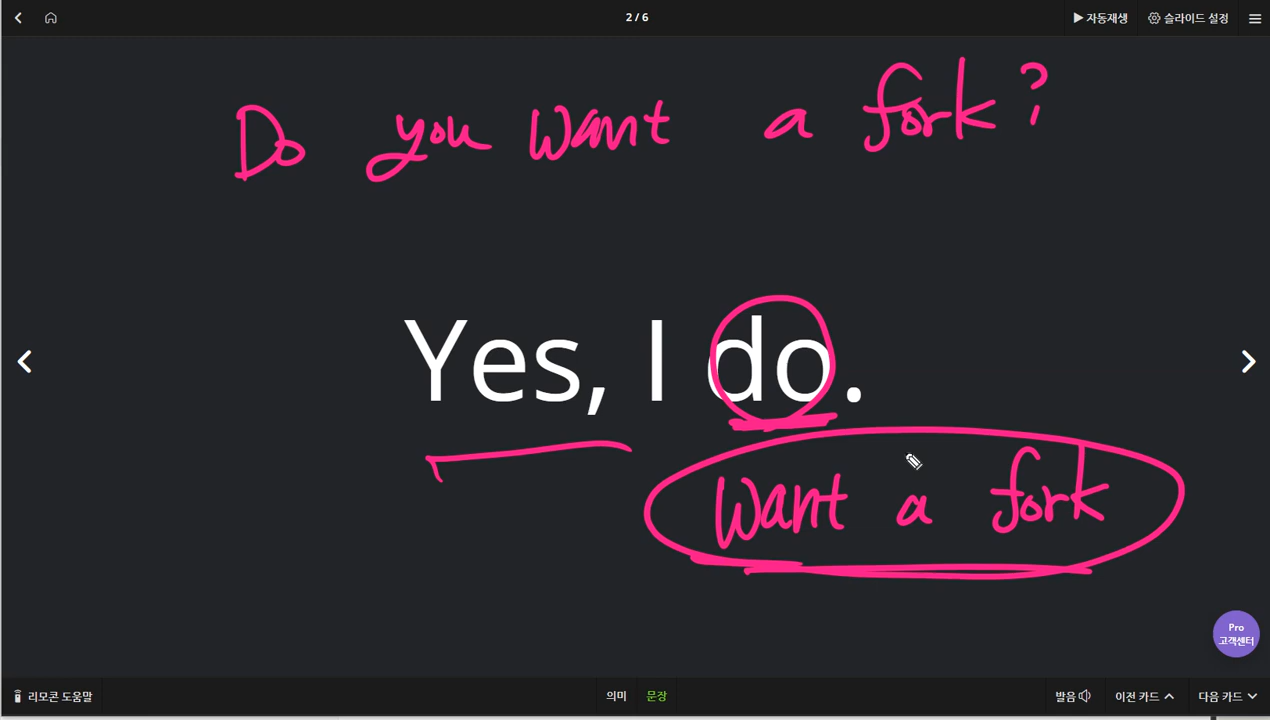 2 / 6
자동재생
슬라이드 설정
Do you want a fork?
Yes, I do.
want a fork
Pro
고객센터
리모콘 도움말
의미
문장
발음
이전 카드
다음 카드